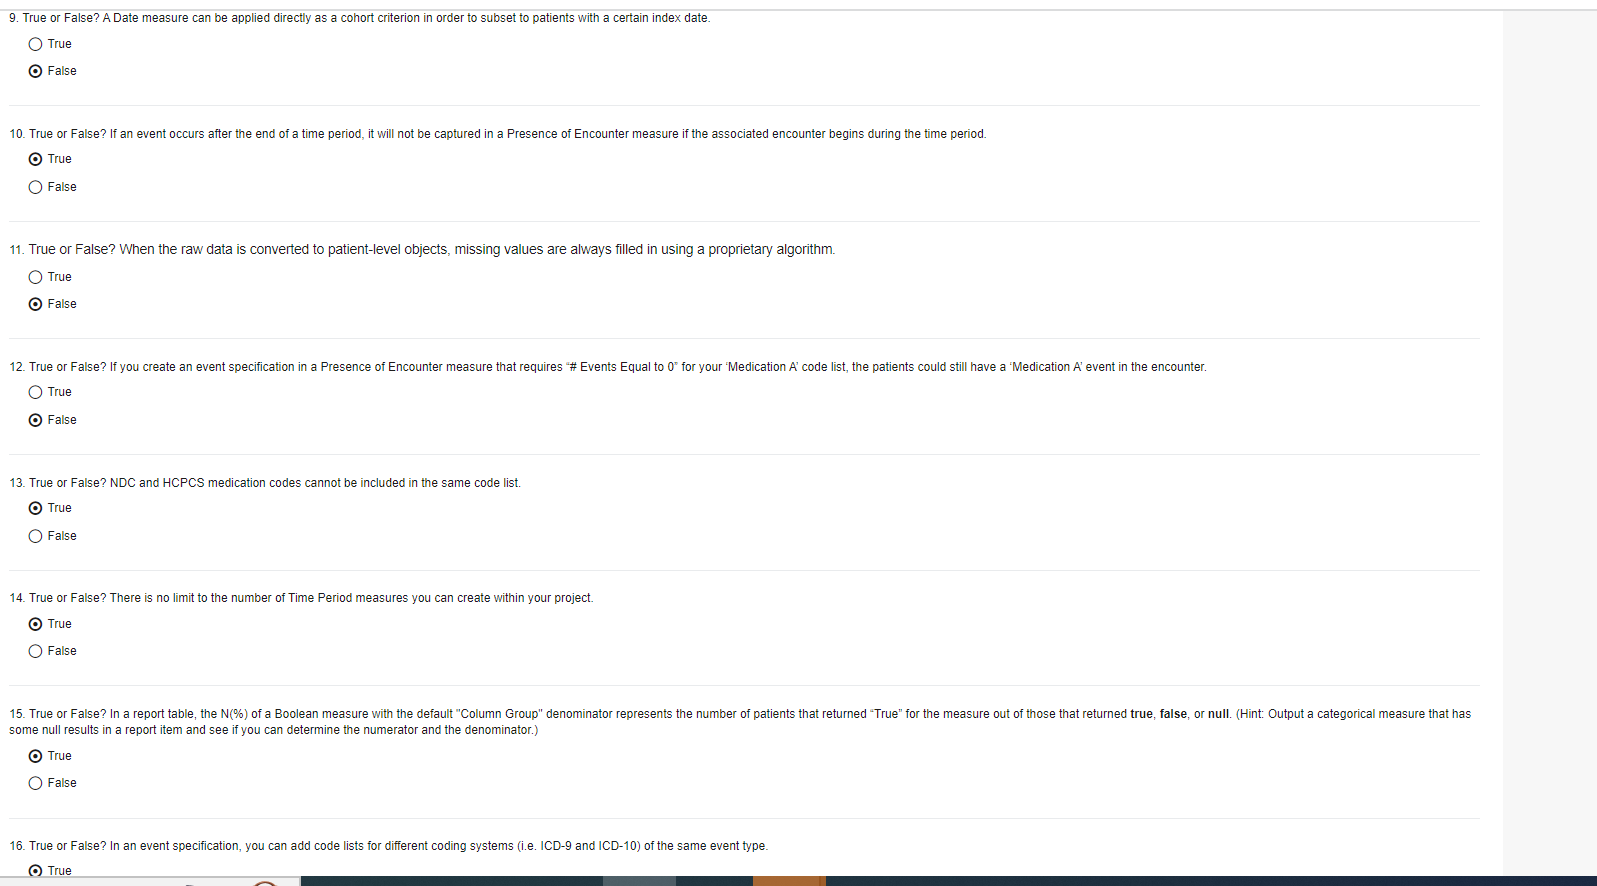 9. True or False? A Date measure can be applied directly as a cohort criterion in order to subset to patients with a certain index date.
True
False
10. True or False? If an event occurs after the end of a time period, it will not be captured in a Presence of Encounter measure if the associated encounter begins during the time period.
True
False
11. True or False? When the raw data is converted to patient-level objects, missing values are always filled in using a proprietary algorithm.
True
False
12. True or False? If you create an event specification in a Presence of Encounter measure that requires “# Events Equal to 0” for your ‘Medication A’ code list, the patients could still have a ‘Medication A’ event in the encounter.
True
False
13. True or False? NDC and HCPCS medication codes cannot be included in the same code list.
True
False
14. True or False? There is no limit to the number of Time Period measures you can create within your project.
True
False
15. True or False? In a report table, the N(%) of a Boolean measure with the default "Column Group" denominator represents the number of patients that returned “True” for the measure out of those that returned true, false, or null. (Hint: Output a categorical measure that has
some null results in a report item and see if you can determine the numerator and the denominator.)
True
False
16. True or False? In an event specification, you can add code lists for different coding systems (i.e. ICD-9 and ICD-10) of the same event type.
True